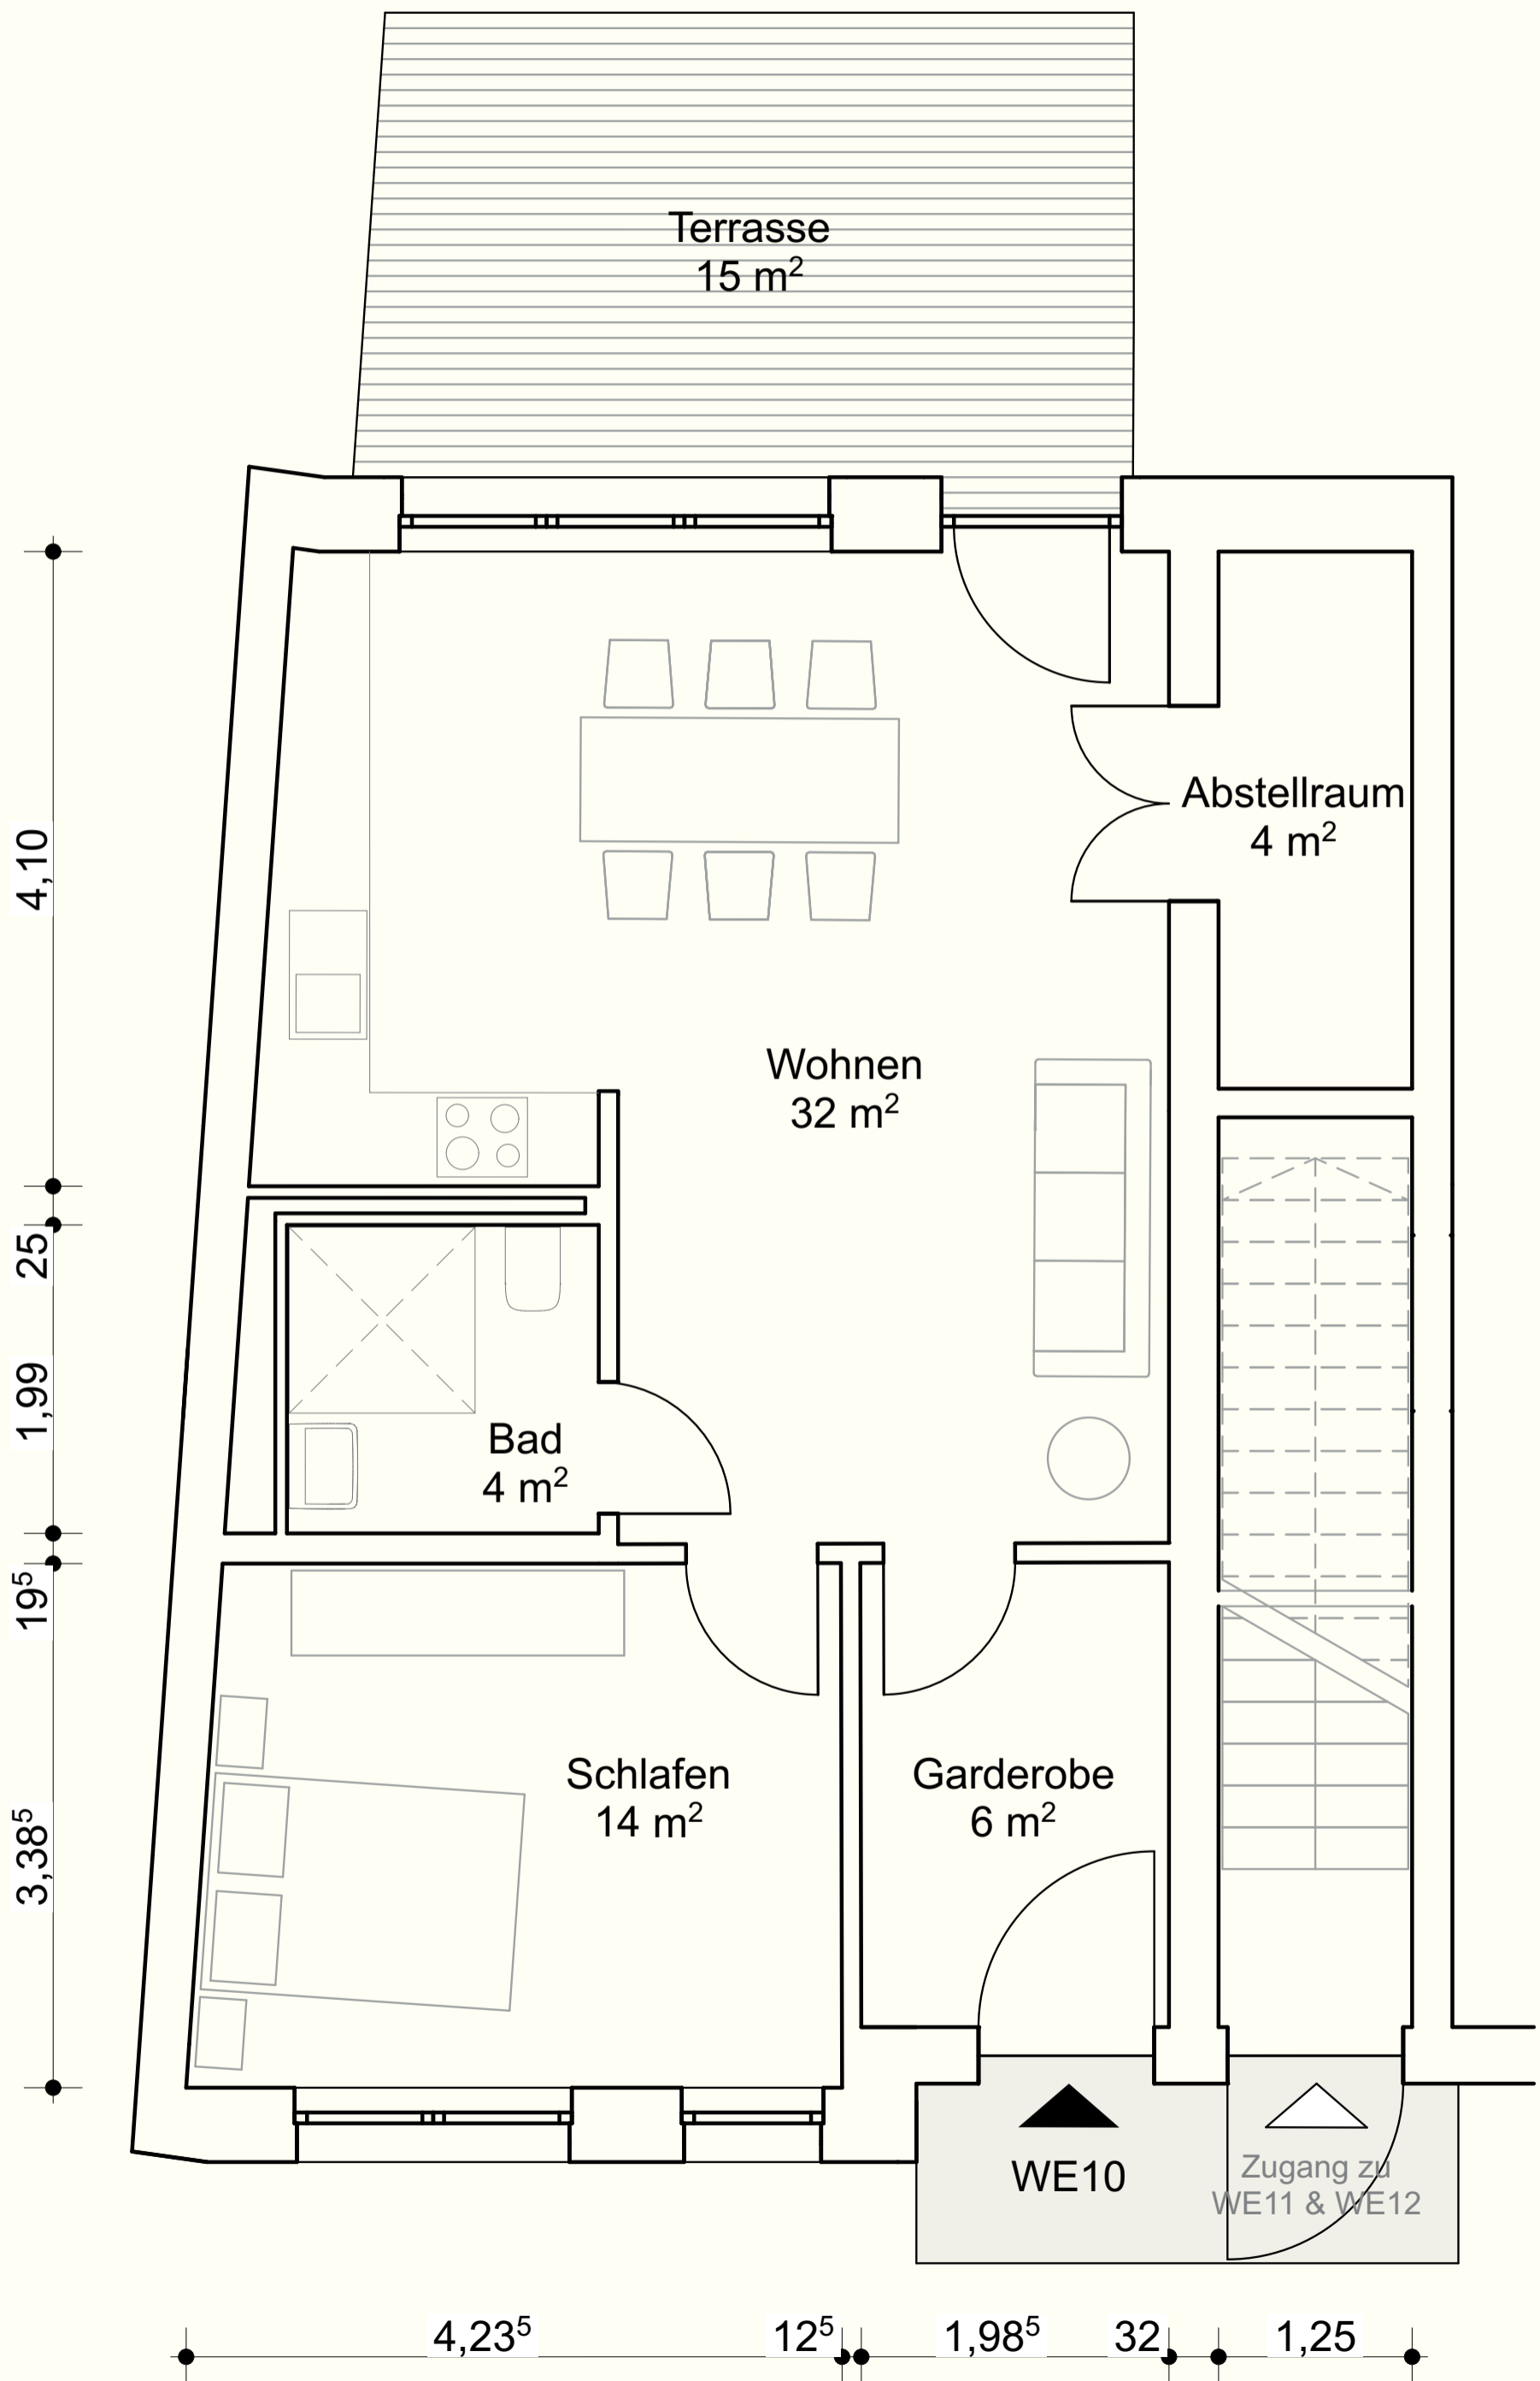 Terrasse
15 m²
4,10
Abstellraum
4 m²
Wohnen
32 m²
25
1,99
Bad
4 m²
19⁵
Schlafen
14 m²
Garderobe
6 m²
3,38⁵
WE10
Zugang zu
WE11 & WE12
4,23⁵ 12⁵ 1,98⁵ 32 1,25